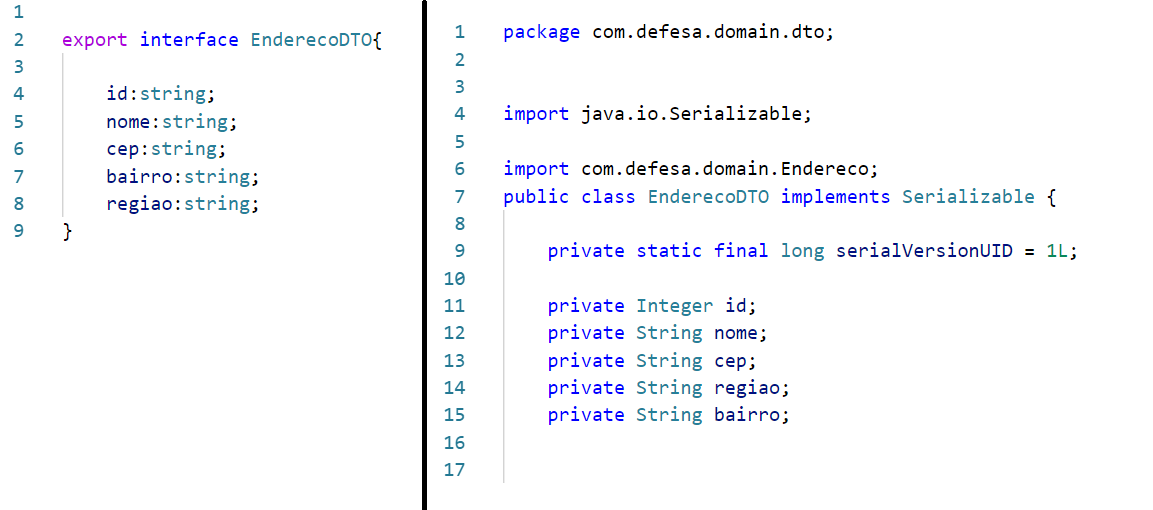 1
2 export interface EnderecoDTO{
3
4 id:string;
5 nome:string;
6 cep:string;
7 bairro:string;
8 regiao:string;
9 }
1 package com.defesa.domain.dto;
2
3
4 import java.io.Serializable;
5
6 import com.defesa.domain.Endereco;
7 public class EnderecoDTO implements Serializable {
8
9 private static final long serialVersionUID = 1L;
10
11 private Integer id;
12 private String nome;
13 private String cep;
14 private String regiao;
15 private String bairro;
16
17